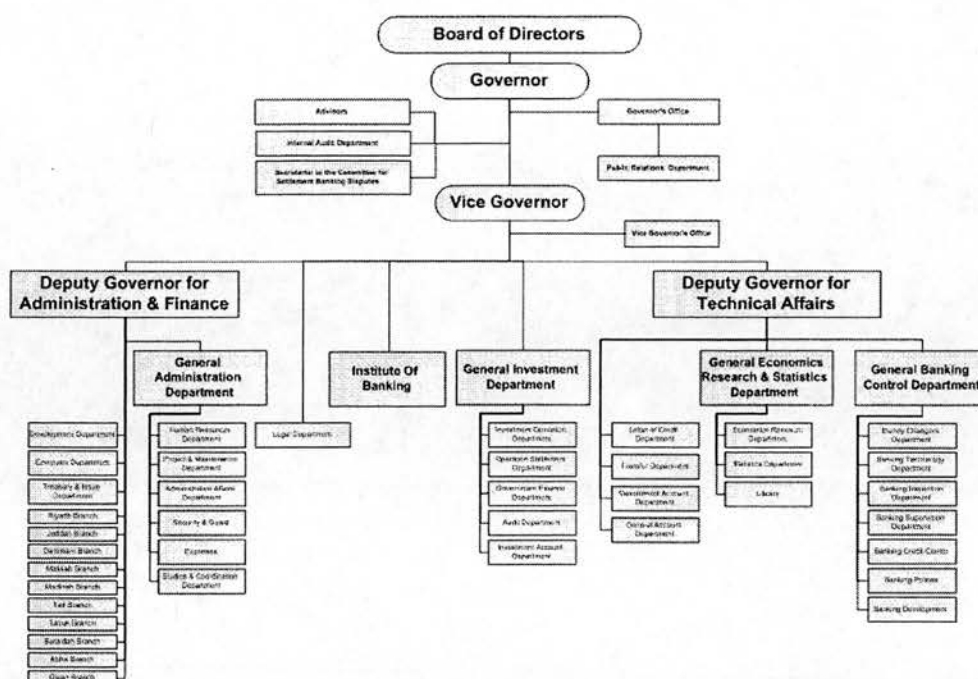 Board of Directors
Governor
Advisors
Governor's Office
Internal Audit Department
Public Relations Department
Secretariat to the Committee for
Settlement Banking Disputes
Vice Governor
Vice Governor's Office
Deputy Governor for
Administration & Finance
Deputy Governor for
Technical Affairs
General
Administration
Department
Institute Of
Banking
General Investment
Department
General Economics
Research & Statistics
Department
General Banking
Control Department
Development Department
Computer Department
Treasury & Issue
Department
Riyadh Branch
Jeddah Branch
Dammam Branch
Makkah Branch
Madinah Branch
Taif Branch
Buraidah Branch
Abha Branch
Human Resources
Department
Project & Maintenance
Department
Administrative Affairs
Department
Security & Guard
Expenses
Studies & Coordination
Department
Legal Department
Investment
Department
Operation
Department
Government Finance
Department
Audit Department
Investment Account
Department
Letter of Credit
Department
Transfer Department
Government Account
Department
General Account
Department
Economics Research
Department
Statistics Department
Library
Money Changers
Department
Banking Technology
Department
Banking Inspection
Department
Banking Supervision
Department
Banking Credit Center
Banking Policies
Banking Development